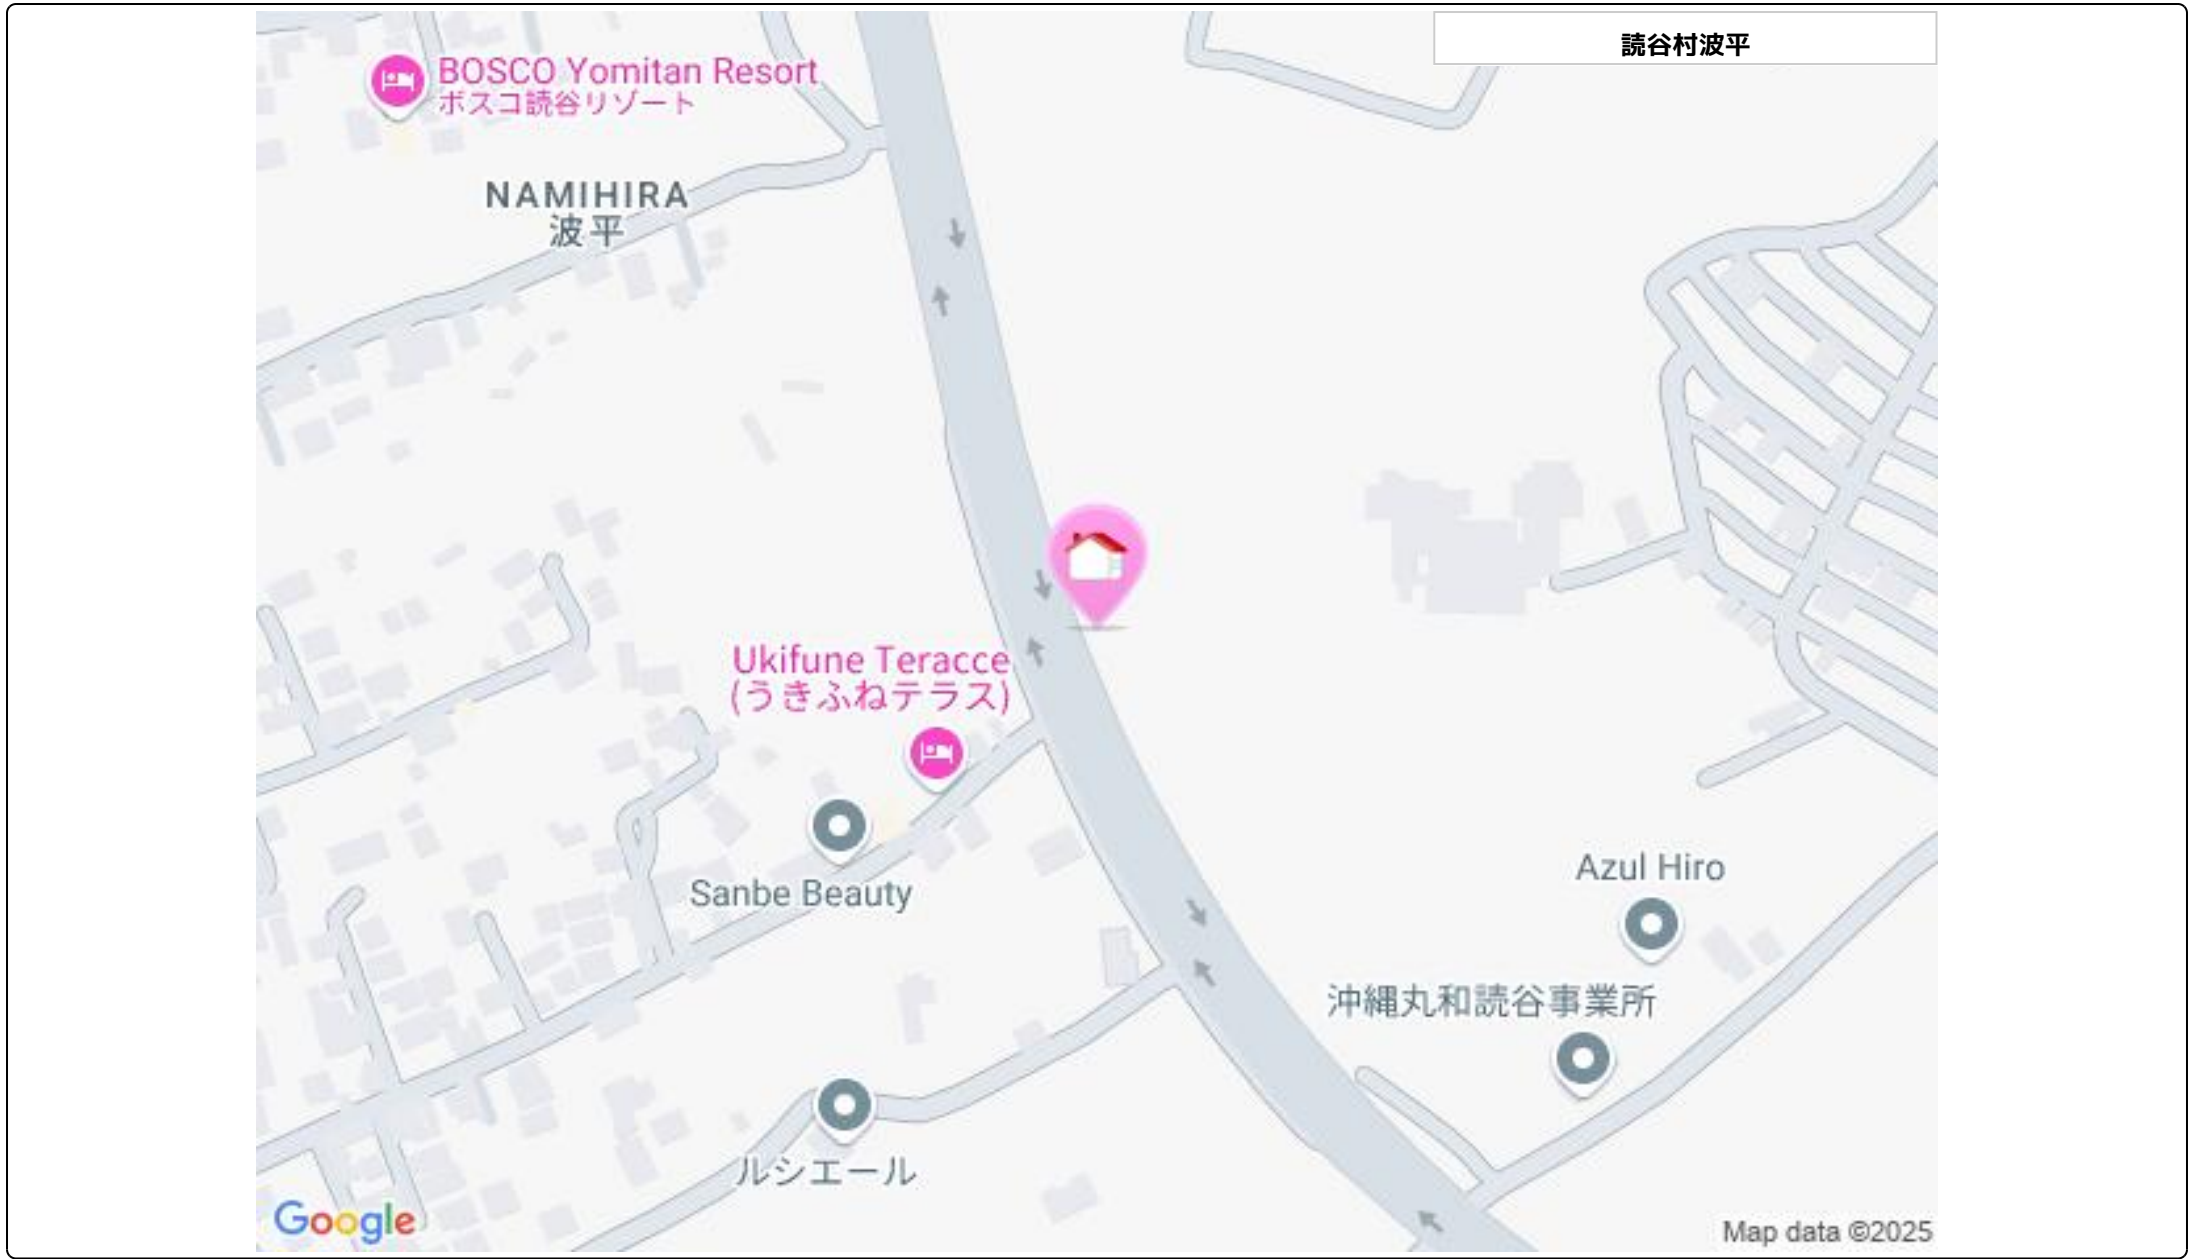 読谷村波平
BOSCO Yomitan Resort
ボスコ読谷リゾート
NAMIHIRA
波平
Ukifune Teracce
(うきふねテラス)
Sanbe Beauty
Azul Hiro
沖縄丸和読谷事業所
ルシエール
Google
Map data ©2025